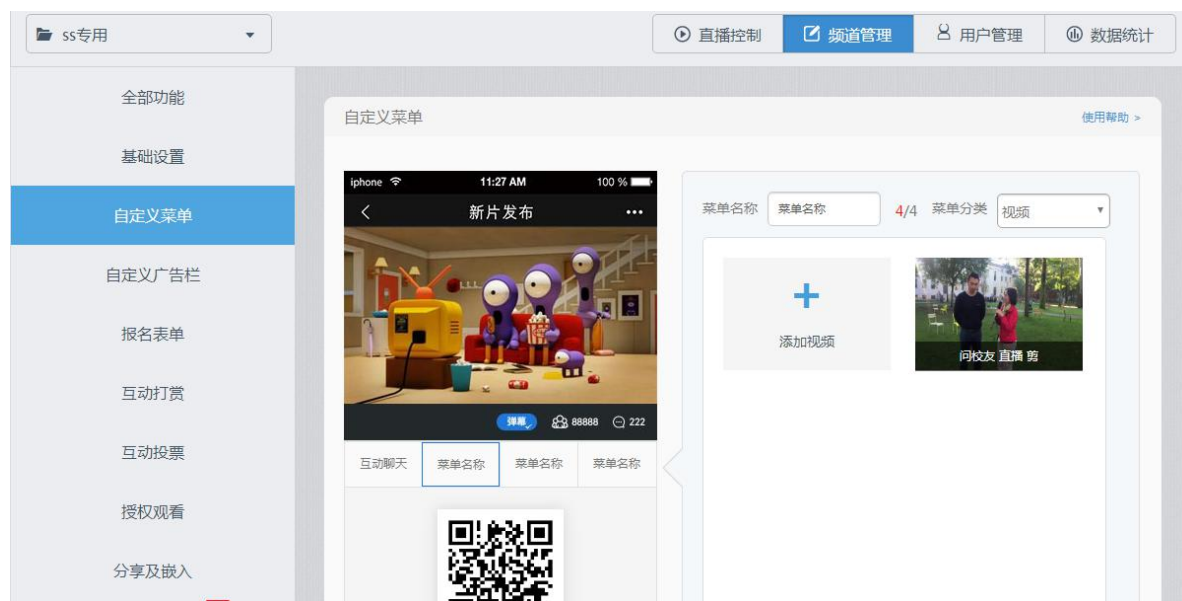 ss专用
直播控制
频道管理
用户管理
数据统计
全部功能
基础设置
自定义菜单
自定义广告栏
报名表单
互动打赏
互动投票
授权观看
分享及嵌入
自定义菜单
使用帮助 >
iphone 11:27 AM 100 %
新片发布
弹幕 88888 222
互动聊天 菜单名称 菜单名称 菜单名称
菜单名称 菜单名称 4/4 菜单分类 视频
添加视频
问校友 直播 剪